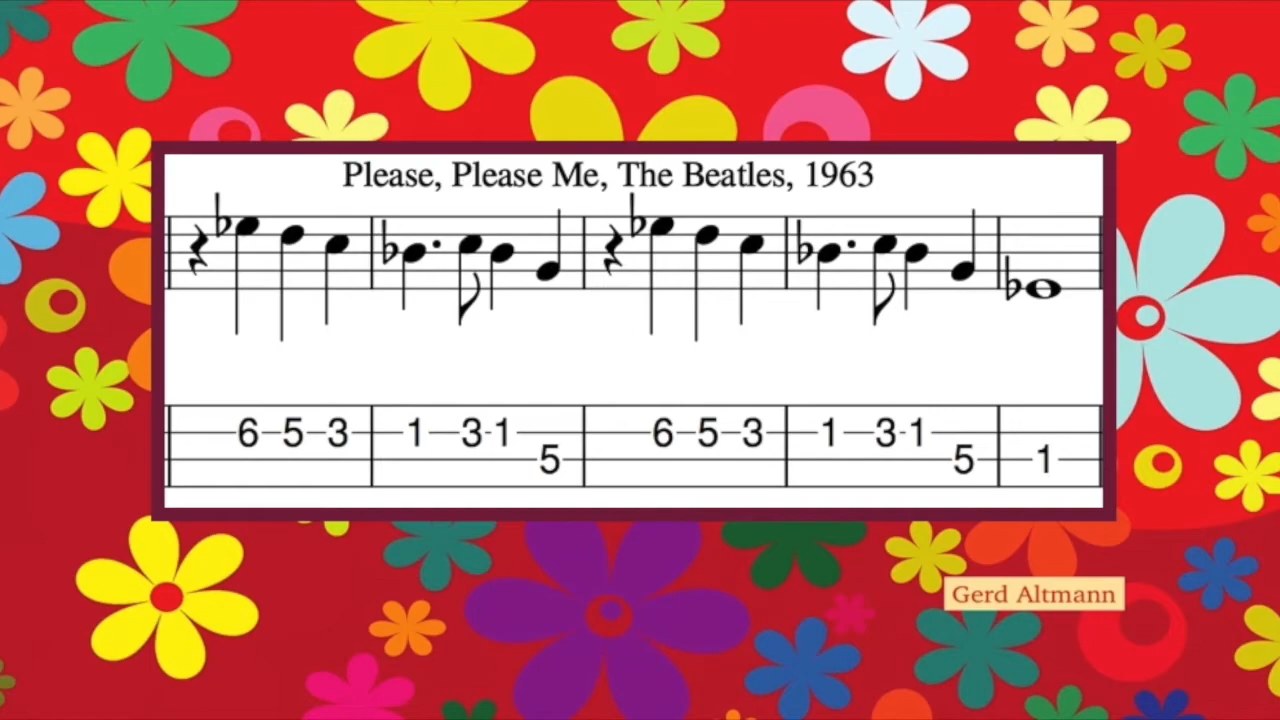 Please, Please Me, The Beatles, 1963
6 5 3 1 3 1 6 5 3 1 3 1
5 5 1
Gerd Altmann